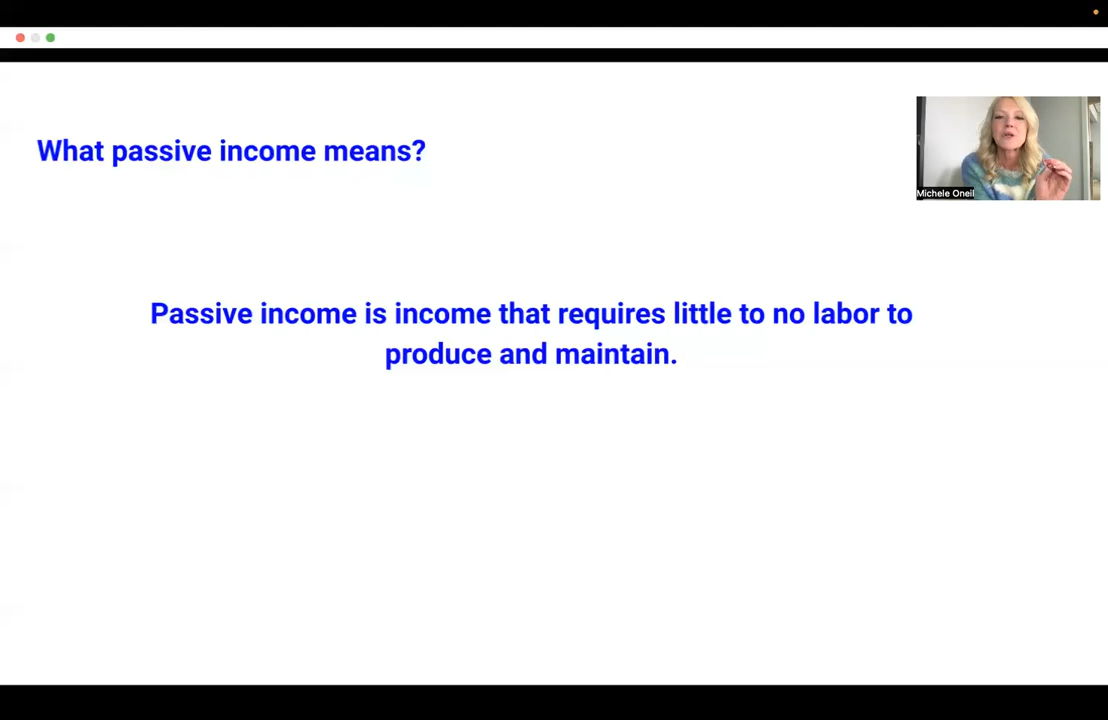 What passive income means?
Michele Oneil
Passive income is income that requires little to no labor to
produce and maintain.